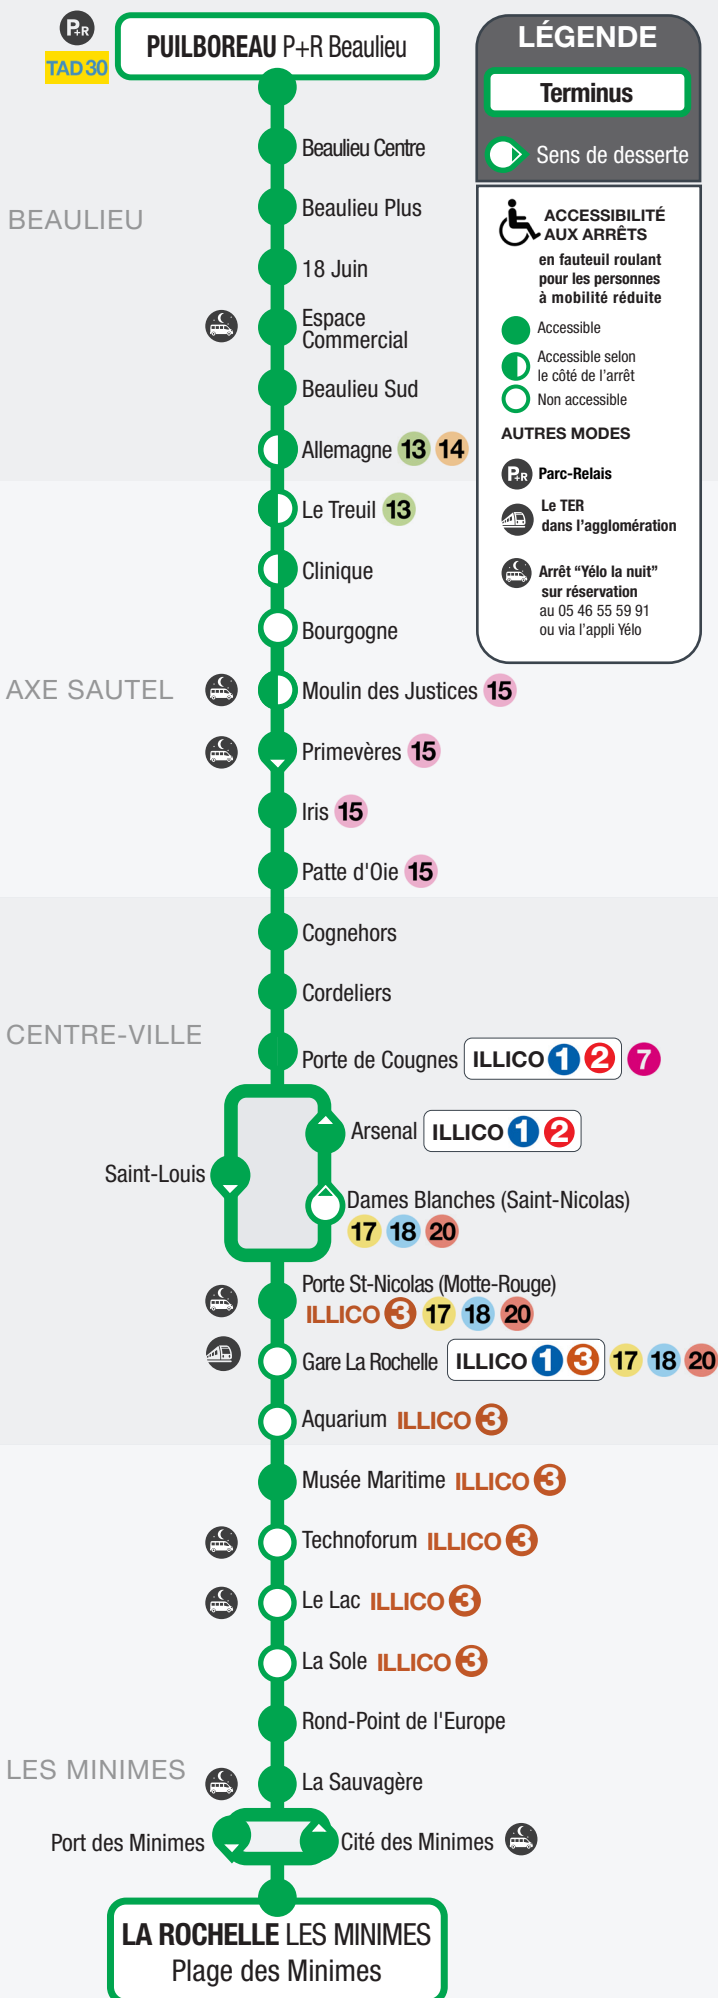 P+R
TAD 30
PUILBOREAU P+R Beaulieu
LÉGENDE
Terminus
Sens de desserte
ACCESSIBILITÉ
AUX ARRÊTS
en fauteuil roulant
pour les personnes
à mobilité réduite
Accessible
Accessible selon
le côté de l'arrêt
Non accessible
AUTRES MODES
P+R Parc-Relais
Le TER
dans l'agglomération
Arrêt “Yélo la nuit”
sur réservation
au 05 46 55 59 91
ou via l'appli Yélo
BEAULIEU
Beaulieu Centre
Beaulieu Plus
18 Juin
Espace
Commercial
Beaulieu Sud
Allemagne 13 14
AXE SAUTEL
Le Treuil 13
Clinique
Bourgogne
Moulin des Justices 15
Primevères 15
Iris 15
Patte d'Oie 15
CENTRE-VILLE
Cognehors
Cordeliers
Porte de Cougnes ILLICO 1 2 7
Arsenal ILLICO 1 2
Saint-Louis
Dames Blanches (Saint-Nicolas)
17 18 20
Porte St-Nicolas (Motte-Rouge)
ILLICO 3 17 18 20
Gare La Rochelle ILLICO 1 3 17 18 20
Aquarium ILLICO 3
LES MINIMES
Musée Maritime ILLICO 3
Technoforum ILLICO 3
Le Lac ILLICO 3
La Sole ILLICO 3
Rond-Point de l'Europe
La Sauvagère
Port des Minimes
Cité des Minimes
LA ROCHELLE LES MINIMES
Plage des Minimes